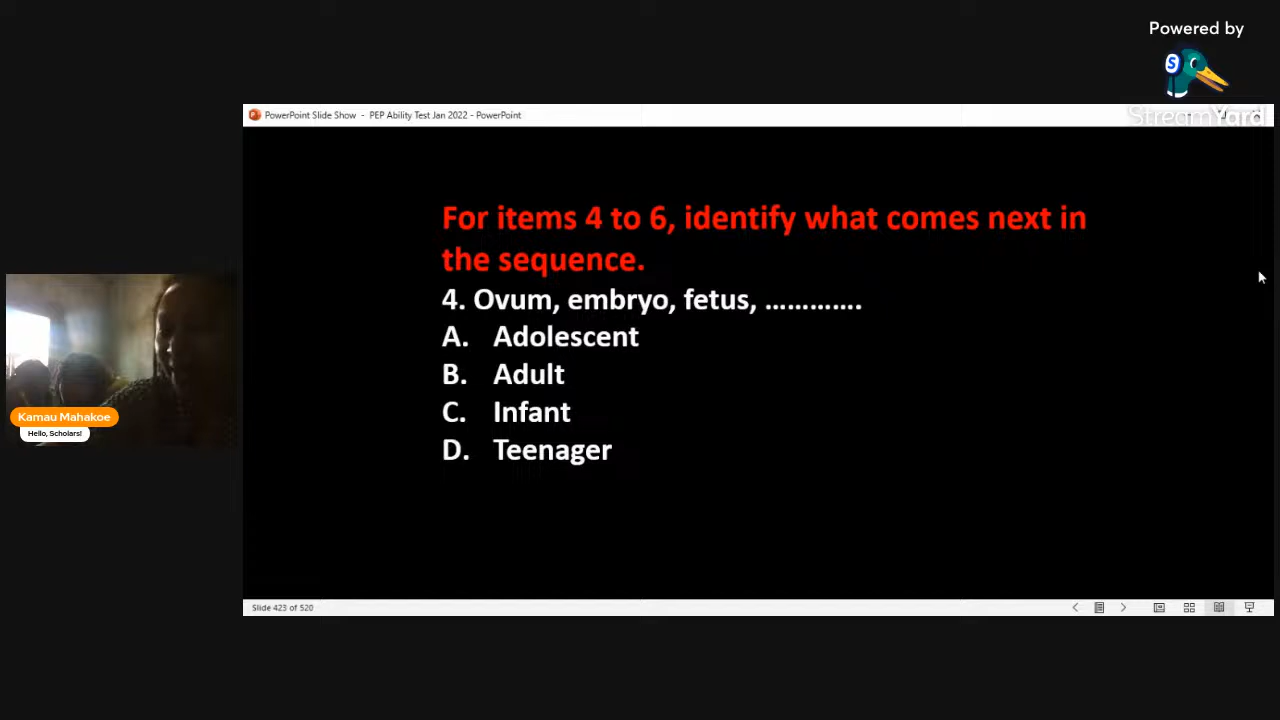 Powered by
StreamYard
PowerPoint Slide Show - PEP Ability Test Jan 2022 - PowerPoint
For items 4 to 6, identify what comes next in
the sequence.
4. Ovum, embryo, fetus, ………….
A. Adolescent
B. Adult
C. Infant
D. Teenager
Kamau Mahakoe
Hello, Scholars!
Slide 423 of 520